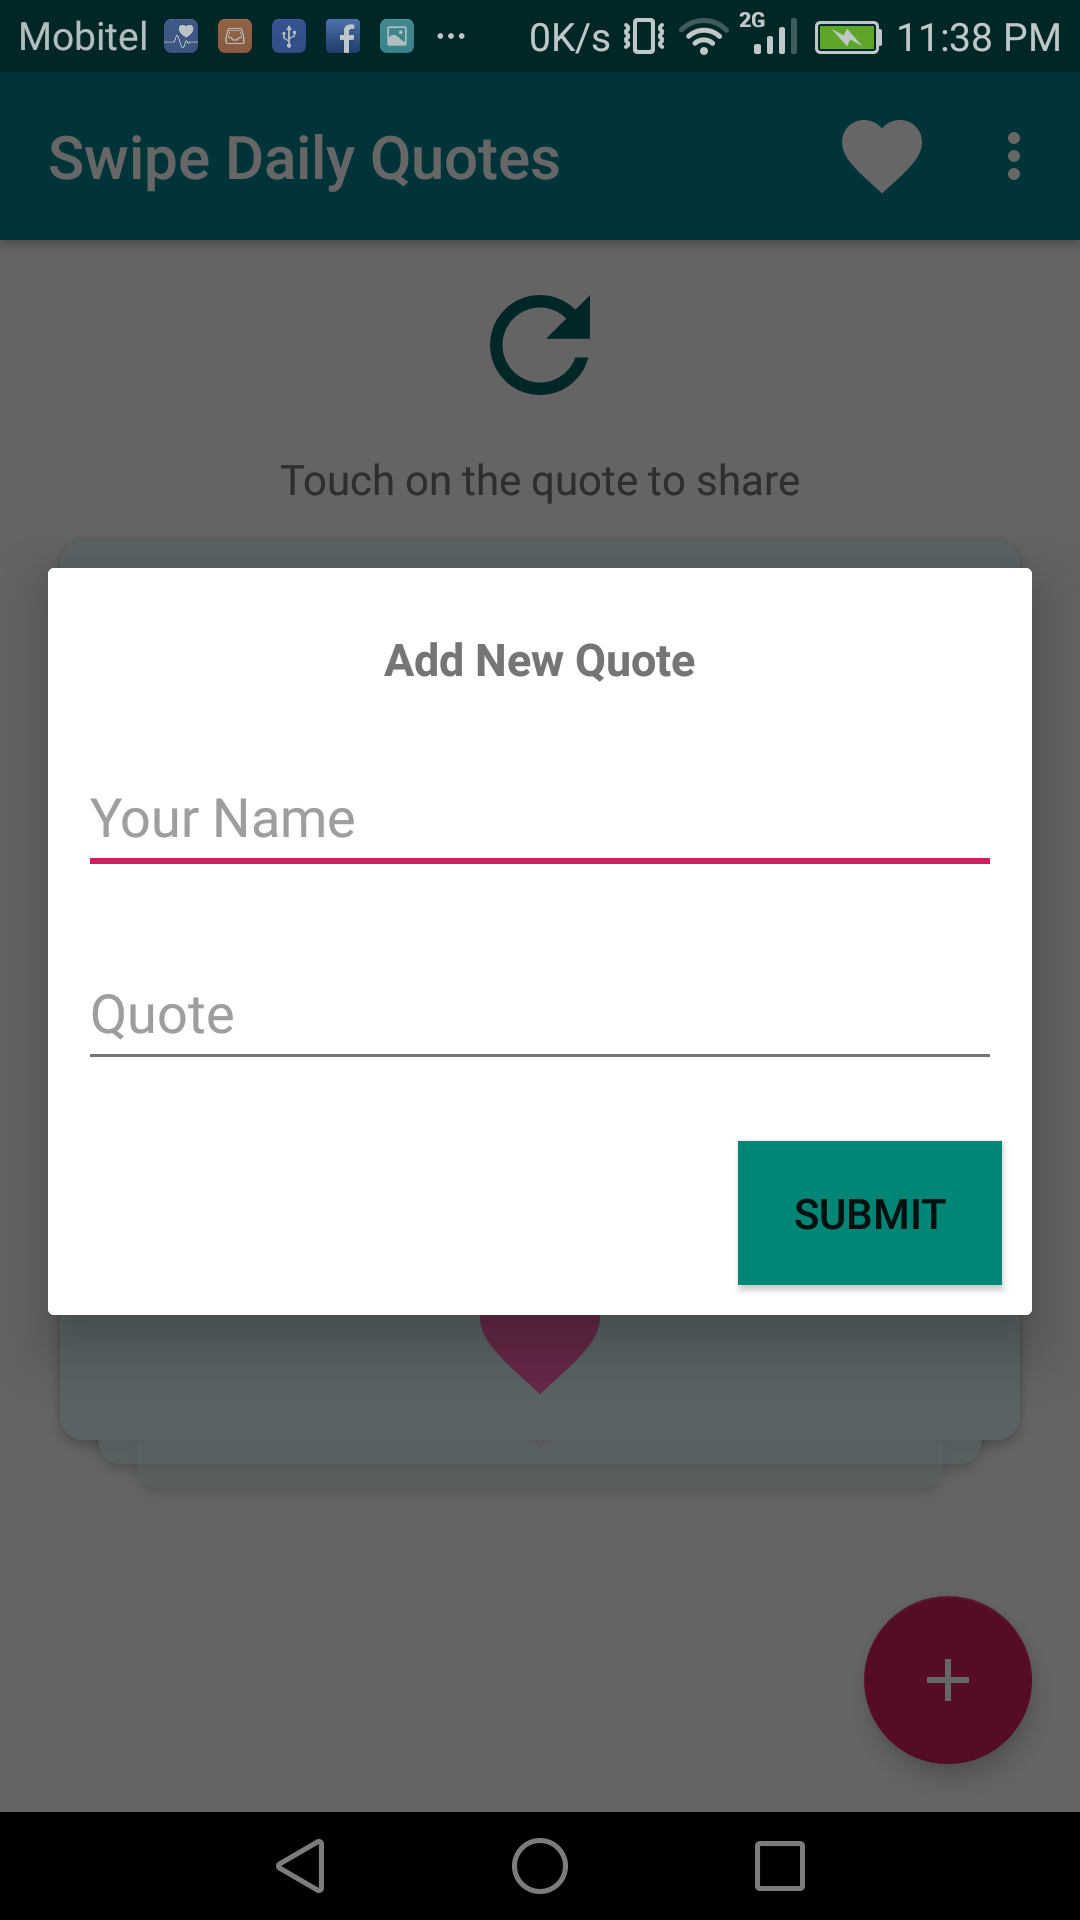 Mobitel 0K/s 2G 11:38 PM
Swipe Daily Quotes
Touch on the quote to share
Add New Quote
Your Name
Quote
SUBMIT